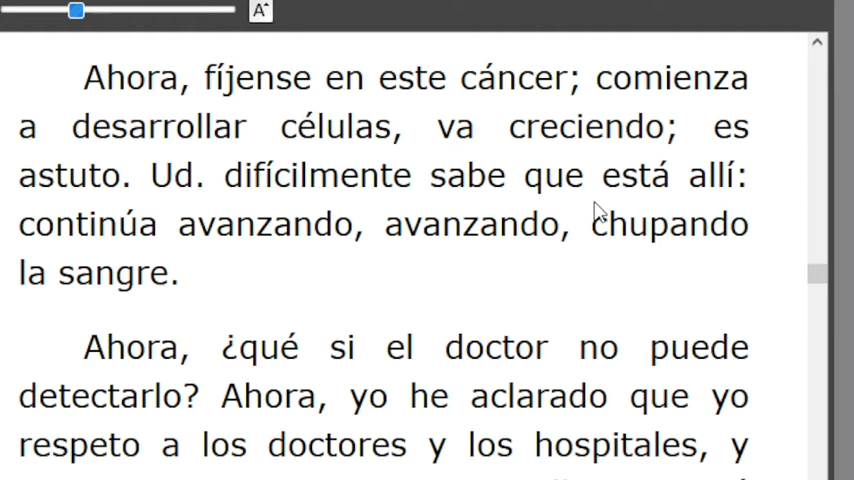 A
Ahora, fíjense en este cáncer; comienza
a desarrollar células, va creciendo; es
astuto. Ud. difícilmente sabe que está allí:
continúa avanzando, avanzando, chupando
la sangre.
Ahora, ¿qué si el doctor no puede
detectarlo? Ahora, yo he aclarado que yo
respeto a los doctores y los hospitales, y